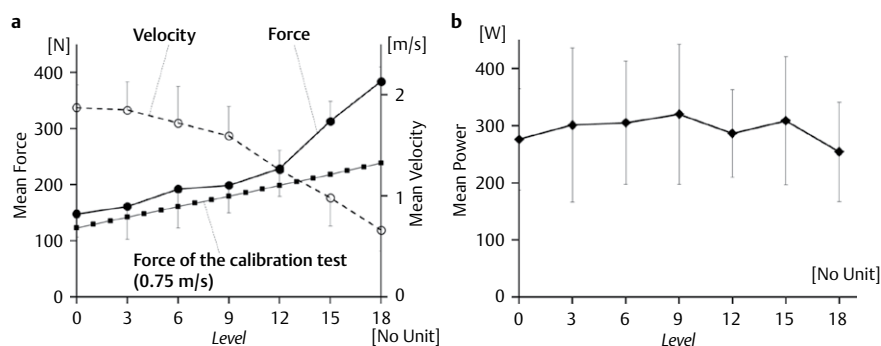 a
Velocity
Force
[N]
[m/s]
400
300
200
100
0
Mean Force
2
1
0
Mean Velocity
Force of the calibration test
(0.75 m/s)
0 3 6 9 12 15 18
Level
[No Unit]
b
[W]
400
300
200
100
0
Mean Power
[No Unit]
0 3 6 9 12 15 18
Level